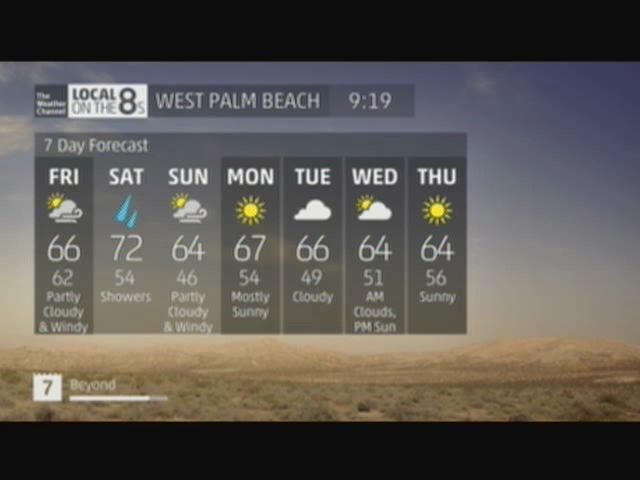 The
Weather
Channel
LOCAL
ON THE 8s
WEST PALM BEACH 9:19
7 Day Forecast
FRI SAT SUN MON TUE WED THU
66 72 64 67 66 64 64
62 54 46 54 49 51 56
Partly Cloudy & Windy
Showers
Partly Cloudy & Windy
Mostly Sunny
Cloudy
AM Clouds, PM Sun
Sunny
7 Beyond